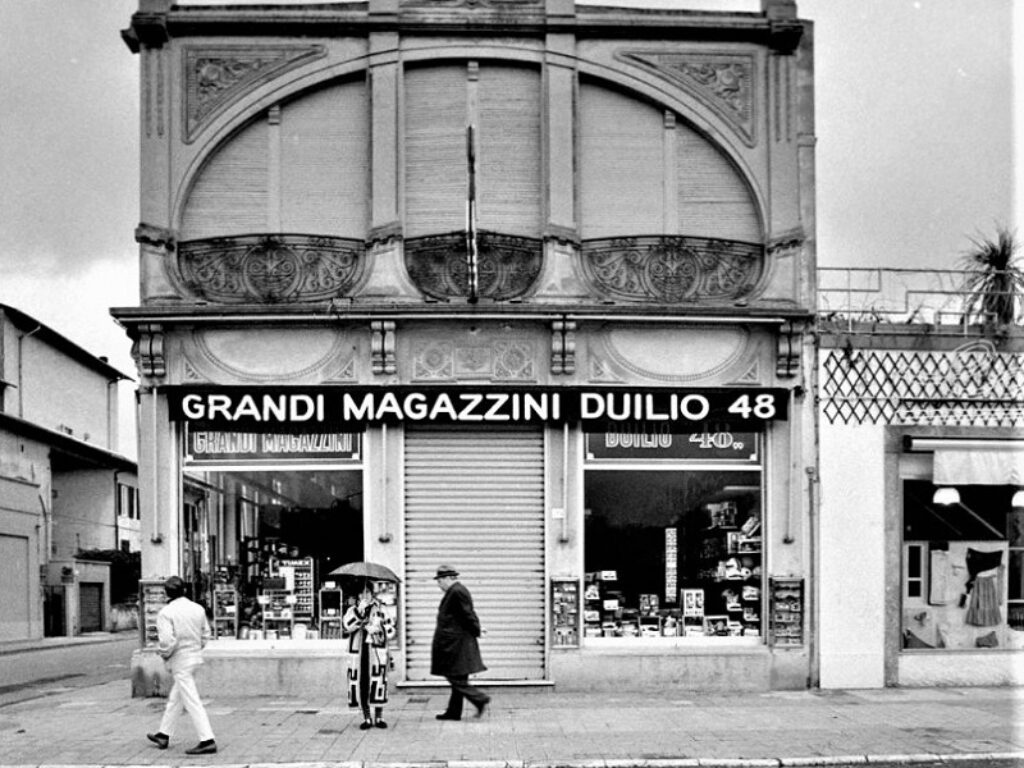 GRANDI MAGAZZINI DUILIO 48
GRANDI MAGAZZINI
DUILIO 48„
TIMEX